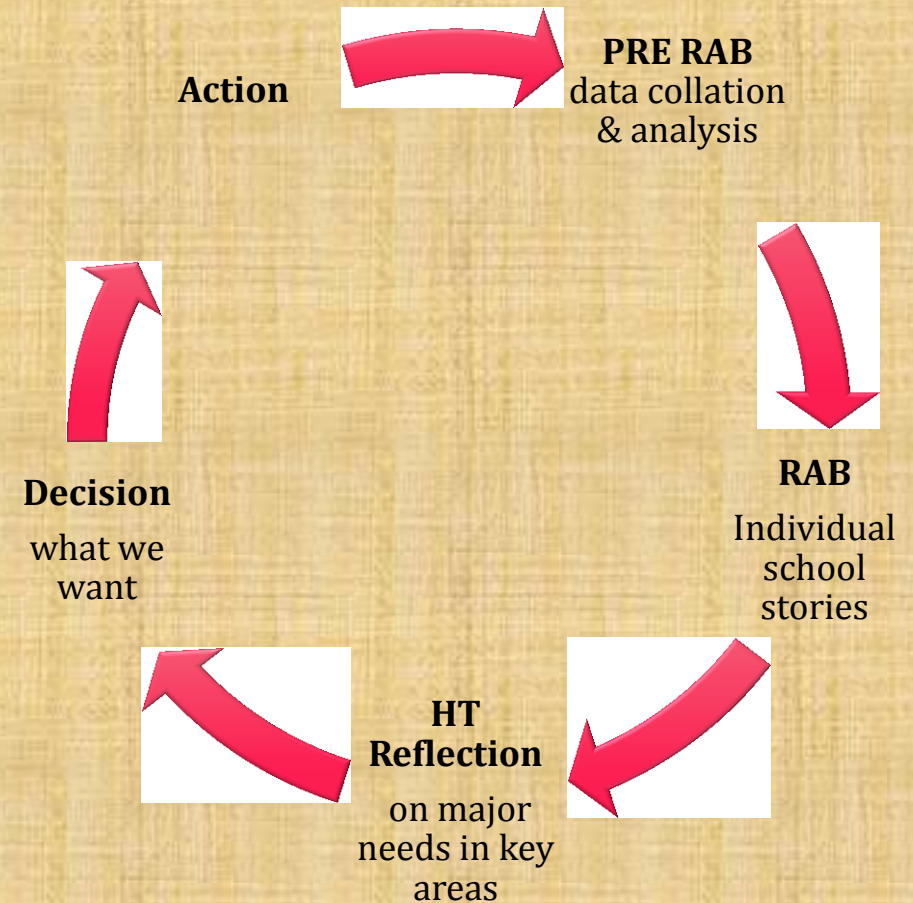 Action
PRE RAB
data collation
& analysis
RAB
Individual
school
stories
HT
Reflection
on major
needs in key
areas
Decision
what we
want